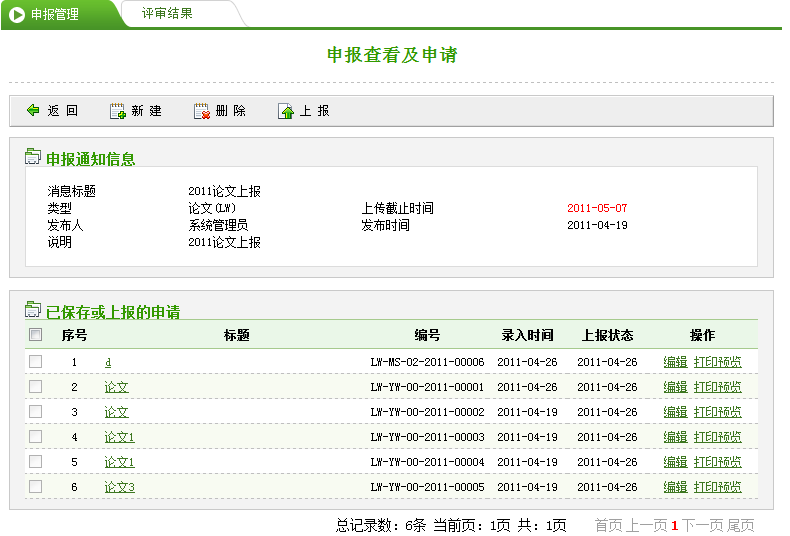 申报管理 评审结果
申报查看及申请
返 回 新 建 删 除 上 报
申报通知信息
消息标题 2011论文上报
类型 论文(LW) 上传截止时间 2011-05-07
发布人 系统管理员 发布时间 2011-04-19
说明 2011论文上报
已保存或上报的申请
序号 标题 编号 录入时间 上报状态 操作
1 d LW-MS-02-2011-00006 2011-04-26 2011-04-26 编辑 打印预览
2 论文 LW-YW-00-2011-00001 2011-04-26 2011-04-26 编辑 打印预览
3 论文 LW-YW-00-2011-00002 2011-04-19 2011-04-26 编辑 打印预览
4 论文1 LW-YW-00-2011-00003 2011-04-19 2011-04-26 编辑 打印预览
5 论文1 LW-YW-00-2011-00004 2011-04-19 2011-04-26 编辑 打印预览
6 论文3 LW-YW-00-2011-00005 2011-04-19 2011-04-26 编辑 打印预览
总记录数：6条 当前页：1页 共：1页 首页 上一页 1 下一页 尾页